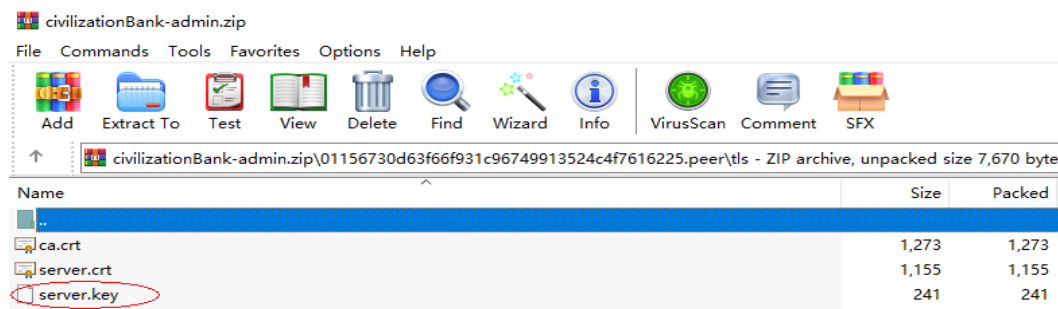 civilizationBank-admin.zip
File Commands Tools Favorites Options Help
Add Extract To Test View Delete Find Wizard Info VirusScan Comment SFX
civilizationBank-admin.zip\01156730d63f66f931c96749913524c4f7616225.peer\tls - ZIP archive, unpacked size 7,670 byte
Name Size Packed
..
ca.crt 1,273 1,273
server.crt 1,155 1,155
server.key 241 241